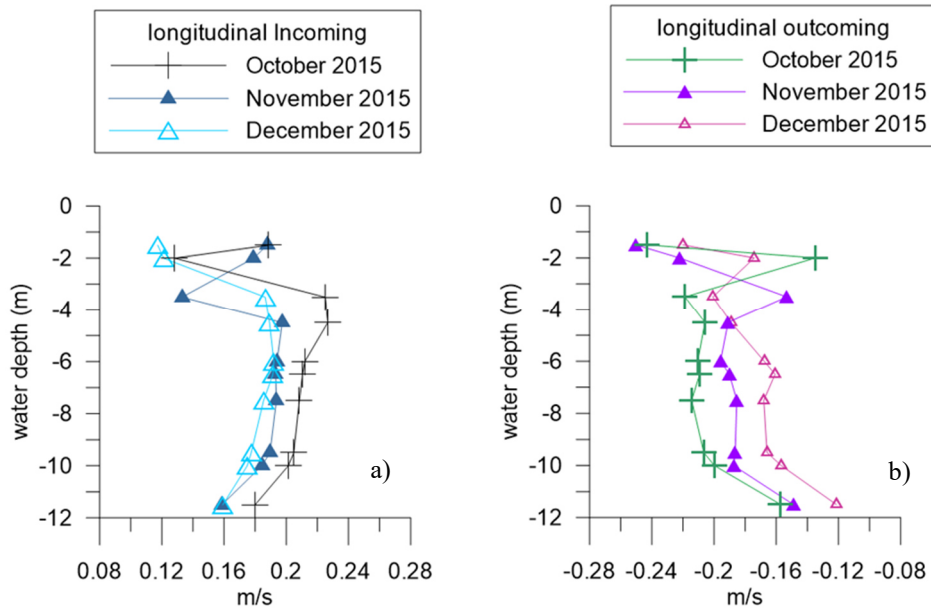 longitudinal Incoming
October 2015
November 2015
December 2015
longitudinal outcoming
October 2015
November 2015
December 2015
0
-2
-4
-6
-8
-10
-12
water depth (m)
a)
0.08 0.12 0.16 0.2 0.24 0.28
m/s
0
-2
-4
-6
-8
-10
-12
water depth (m)
b)
-0.28 -0.24 -0.2 -0.16 -0.12 -0.08
m/s